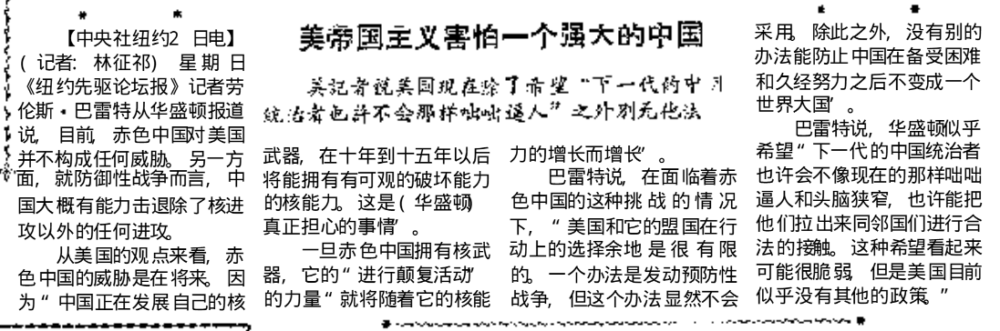 美帝国主义害怕一个强大的中国
美记者说美国现在除了希望“下一代的中国
统治者也许不会那样咄咄逼人”之外别无他法
【中央社纽约2 日电】
(记者: 林征祁) 星期日
《纽约先驱论坛报》记者劳
伦斯·巴雷特从华盛顿报道
说, 目前, 赤色中国对美国
并不构成任何威胁。另一方
面, 就防御性战争而言, 中
国大概有能力击退除了核进
攻以外的任何进攻。
从美国的观点来看, 赤
色中国的威胁是在将来。因
为“中国正在发展自己的核
武器, 在十年到十五年以后
将能拥有有可观的破坏能力
的核能力。这是(华盛顿)
真正担心的事情”。
一旦赤色中国拥有核武
器, 它的“进行颠复活动”
的力量“就将随着它的核能
力的增长而增长”。
巴雷特说, 在面临着赤
色中国的这种挑战的情况
下, “美国和它的盟国在行
动上的选择余地是很有限
的。一个办法是发动预防性
战争, 但这个办法显然不会
采用。除此之外, 没有别的
办法能防止中国在备受困难
和久经努力之后不变成一个
世界大国”。
巴雷特说, 华盛顿似乎
希望“下一代的中国统治者
也许会不像现在的那样咄咄
逼人和头脑狭窄, 也许能把
他们拉出来同邻国们进行合
法的接触。这种希望看起来
可能很脆弱, 但是美国目前
似乎没有其他的政策。”